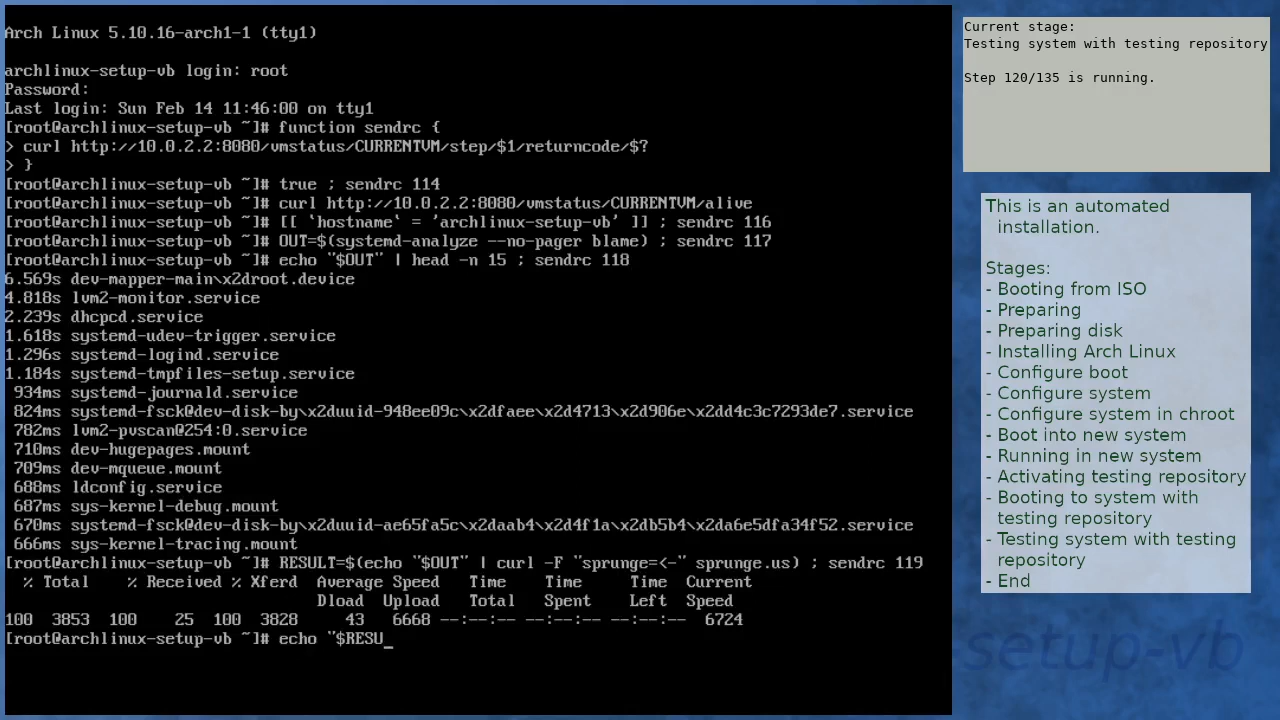 Arch Linux 5.10.16-arch1-1 (tty1)
archlinux-setup-vb login: root
Password:
Last login: Sun Feb 14 11:46:00 on tty1
[root@archlinux-setup-vb ~]# function sendrc {
> curl http://10.0.2.2:8080/vmstatus/CURRENTVM/step/$1/returncode/$?
> }
[root@archlinux-setup-vb ~]# true ; sendrc 114
[root@archlinux-setup-vb ~]# curl http://10.0.2.2:8080/vmstatus/CURRENTVM/alive
[root@archlinux-setup-vb ~]# [[ `hostname` = 'archlinux-setup-vb' ]] ; sendrc 116
[root@archlinux-setup-vb ~]# OUT=$(systemd-analyze --no-pager blame) ; sendrc 117
[root@archlinux-setup-vb ~]# echo "$OUT" | head -n 15 ; sendrc 118
6.569s dev-mapper-main\x2droot.device
4.818s lvm2-monitor.service
2.239s dhcpcd.service
1.618s systemd-udev-trigger.service
1.296s systemd-logind.service
1.184s systemd-tmpfiles-setup.service
934ms systemd-journald.service
824ms systemd-fsck@dev-disk-by\x2duuid-948ee09c\x2dfaee\x2d4713\x2d906e\x2dd4c3c7293de7.service
782ms lvm2-pvscan@254:0.service
710ms dev-hugepages.mount
709ms dev-mqueue.mount
688ms ldconfig.service
687ms sys-kernel-debug.mount
670ms systemd-fsck@dev-disk-by\x2duuid-ae65fa5c\x2daab4\x2d4f1a\x2db5b4\x2da6e5dfa34f52.service
666ms sys-kernel-tracing.mount
[root@archlinux-setup-vb ~]# RESULT=$(echo "$OUT" | curl -F "sprunge=<-" sprunge.us) ; sendrc 119
% Total % Received % Xferd Average Speed Time Time Time Current
Dload Upload Total Spent Left Speed
100 3853 100 25 100 3828 43 6668 --:--:-- --:--:-- --:--:-- 6724
[root@archlinux-setup-vb ~]# echo "$RESU_
Current stage:
Testing system with testing repository
Step 120/135 is running.
This is an automated
installation.
Stages:
- Booting from ISO
- Preparing
- Preparing disk
- Installing Arch Linux
- Configure boot
- Configure system
- Configure system in chroot
- Boot into new system
- Running in new system
- Activating testing repository
- Booting to system with
testing repository
- Testing system with testing
repository
- End
setup-vb